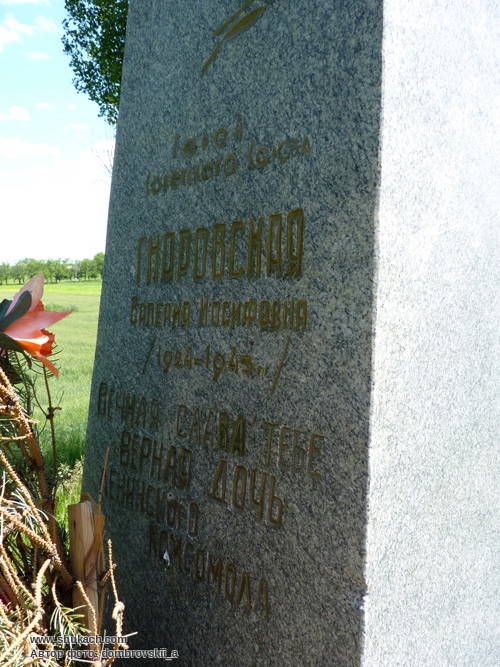 Герой
Советского Союза
ГНАРОВСКАЯ
Валерия Иосифовна
/1924-1943гг/
ВЕЧНАЯ СЛАВА ТЕБЕ
ВЕРНАЯ ДОЧЬ
ЛЕНИНСКОГО
КОМСОМОЛА
www.shukach.com
Автор фото: dombrovskii_a